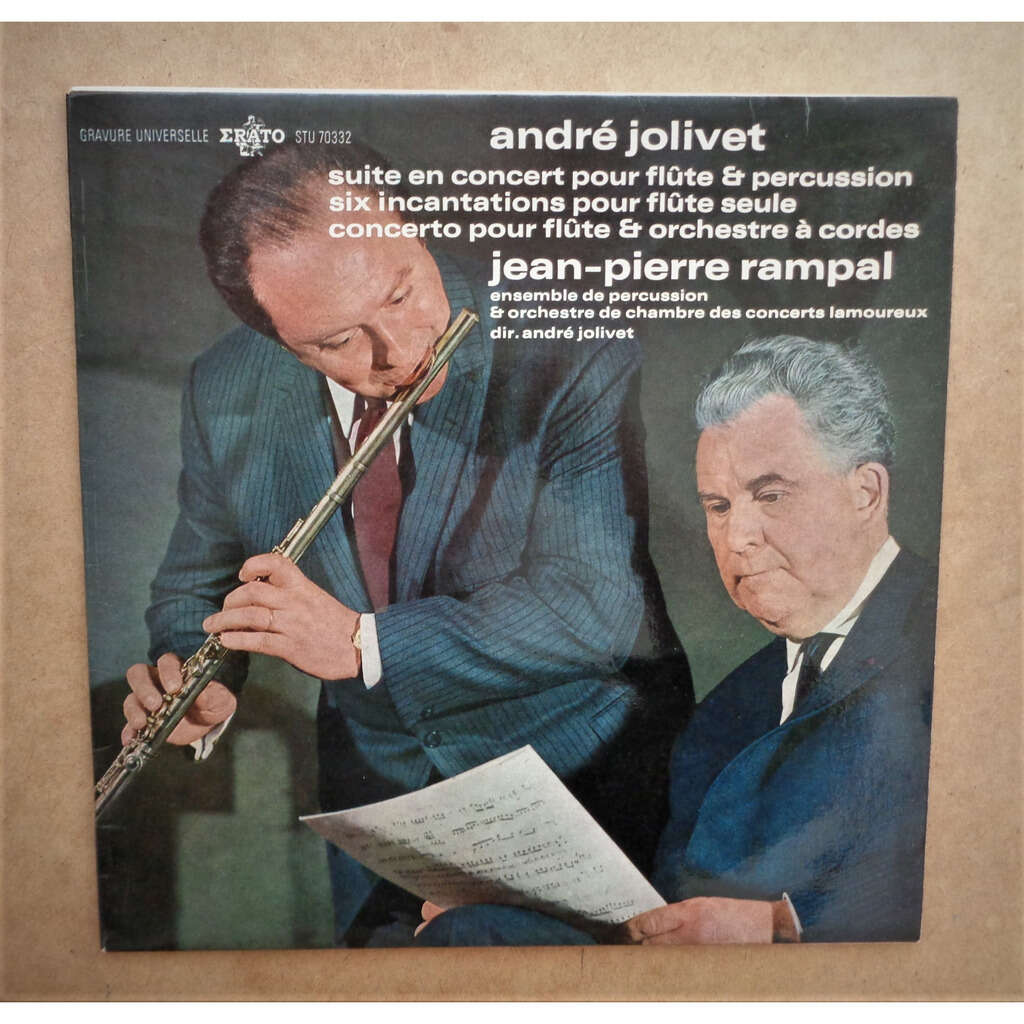 GRAVURE UNIVERSELLE ERATO STU 70332
andré jolivet
suite en concert pour flûte & percussion
six incantations pour flûte seule
concerto pour flûte & orchestre à cordes
jean-pierre rampal
ensemble de percussion
& orchestre de chambre des concerts lamoureux
dir. andré jolivet